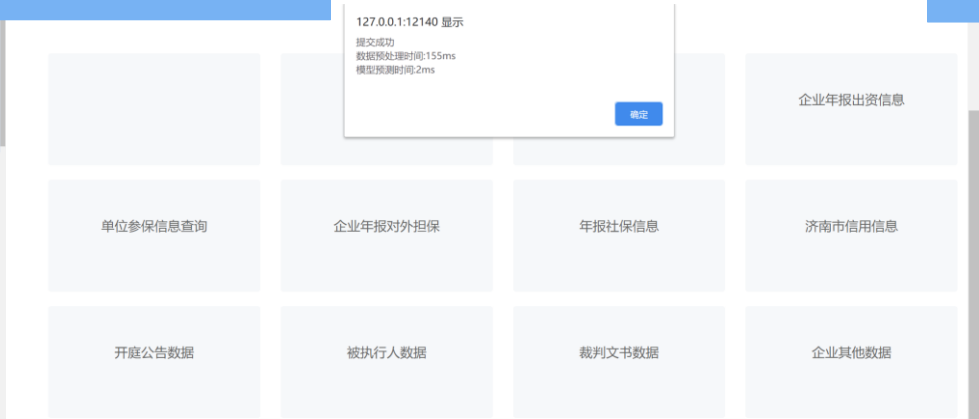 127.0.0.1:12140 显示
提交成功
数据预处理时间:155ms
模型预测时间:2ms
确定
企业年报出资信息
单位参保信息查询
企业年报对外担保
年报社保信息
济南市信用信息
开庭公告数据
被执行人数据
裁判文书数据
企业其他数据